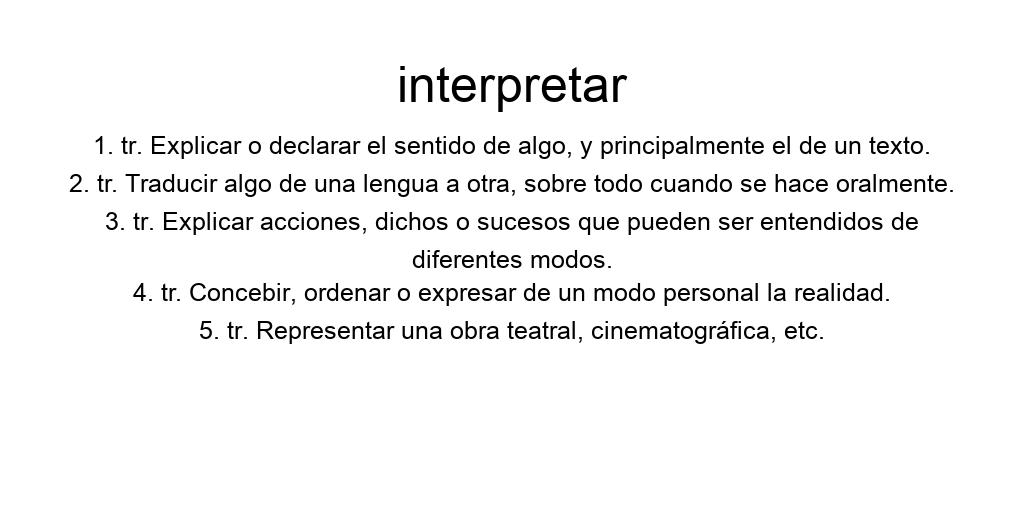 interpretar
1. tr. Explicar o declarar el sentido de algo, y principalmente el de un texto.
2. tr. Traducir algo de una lengua a otra, sobre todo cuando se hace oralmente.
3. tr. Explicar acciones, dichos o sucesos que pueden ser entendidos de
diferentes modos.
4. tr. Concebir, ordenar o expresar de un modo personal la realidad.
5. tr. Representar una obra teatral, cinematográfica, etc.